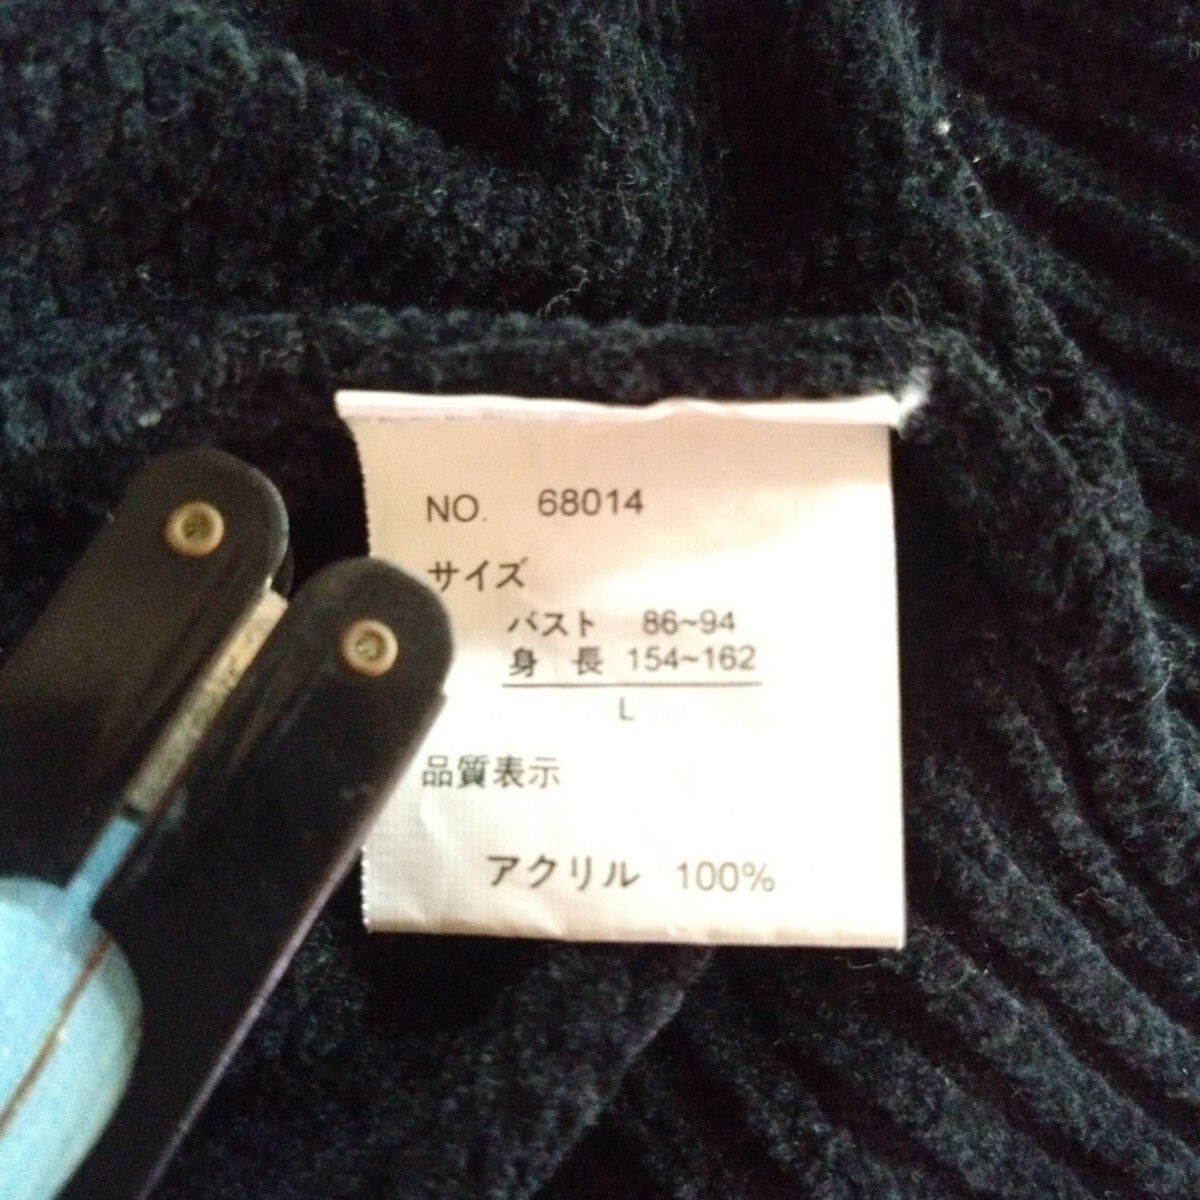 NO. 68014
サイズ
バスト 86~94
身 長 154~162
L
品質表示
アクリル 100%